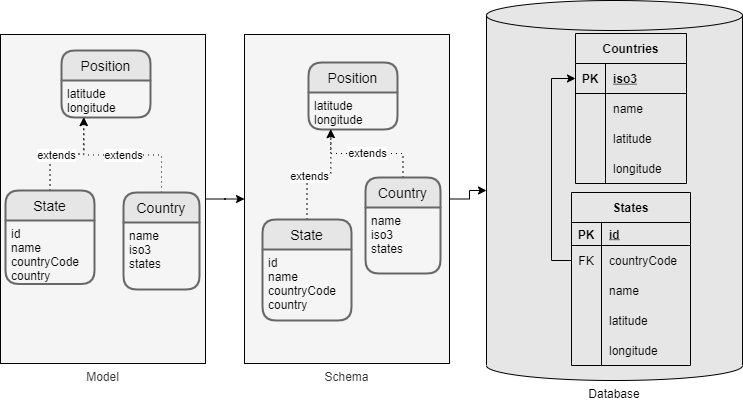 Position
latitude
longitude
extends
extends
State
id
name
countryCode
country
Country
name
iso3
states
Model
Position
latitude
longitude
extends
extends
Country
name
iso3
states
State
id
name
countryCode
country
Schema
Countries
PK iso3
name
latitude
longitude
States
PK id
FK countryCode
name
latitude
longitude
Database